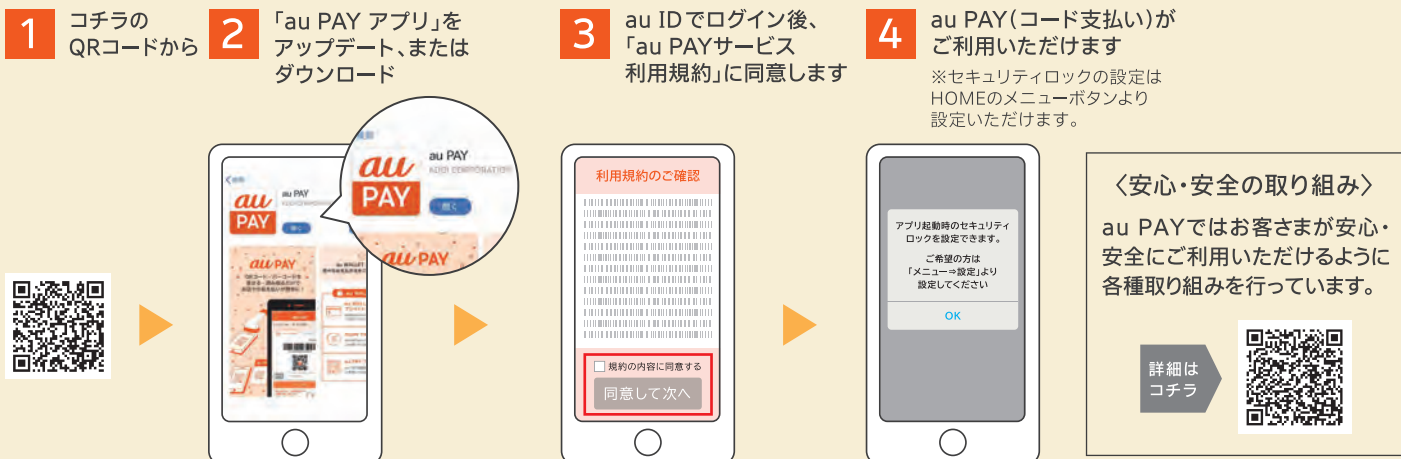 1
コチラの
QRコードから
2
「au PAY アプリ」を
アップデート、または
ダウンロード
au PAY
au
PAY
au PAY
au PAY
au
PAY
au PAY
3
au IDでログイン後、
「au PAYサービス
利用規約」に同意します
利用規約のご確認
規約の内容に同意する
同意して次へ
4
au PAY(コード支払い)が
ご利用いただけます
※セキュリティロックの設定は
HOMEのメニューボタンより
設定いただけます。
アプリ起動時のセキュリティ
ロックを設定できます。
ご希望の方は
「メニュー⇒設定」より
設定してください
OK
〈安心・安全の取り組み〉
au PAYではお客さまが安心・
安全にご利用いただけるように
各種取り組みを行っています。
詳細は
コチラ